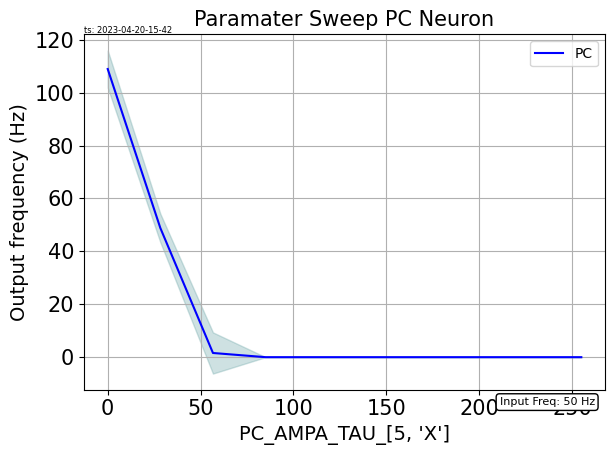 Paramater Sweep PC Neuron
ts: 2023-04-20-15-42
PC
120
100
80
60
40
20
0
Output frequency (Hz)
0 50 100 150 200 250
Input Freq: 50 Hz
PC_AMPA_TAU_[5, 'X']